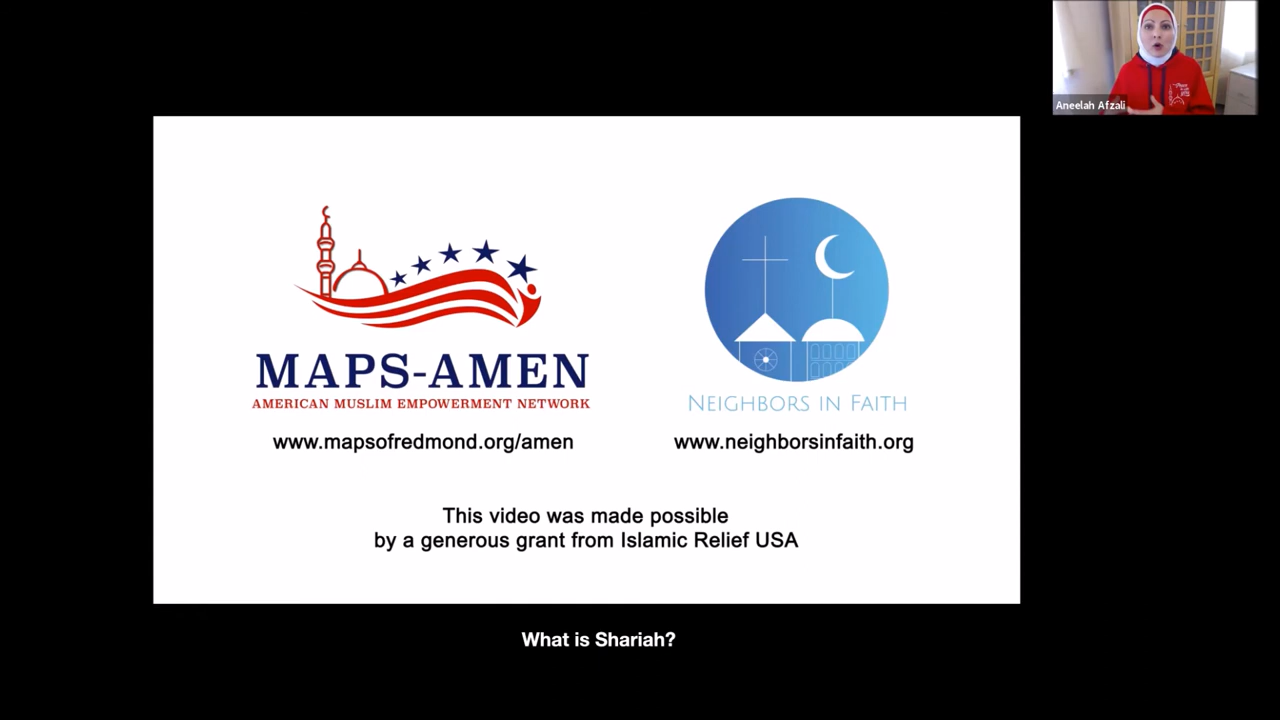 Aneelah Afzali
MAPS-AMEN
AMERICAN MUSLIM EMPOWERMENT NETWORK
www.mapsofredmond.org/amen
NEIGHBORS IN FAITH
www.neighborsinfaith.org
This video was made possible
by a generous grant from Islamic Relief USA
What is Shariah?